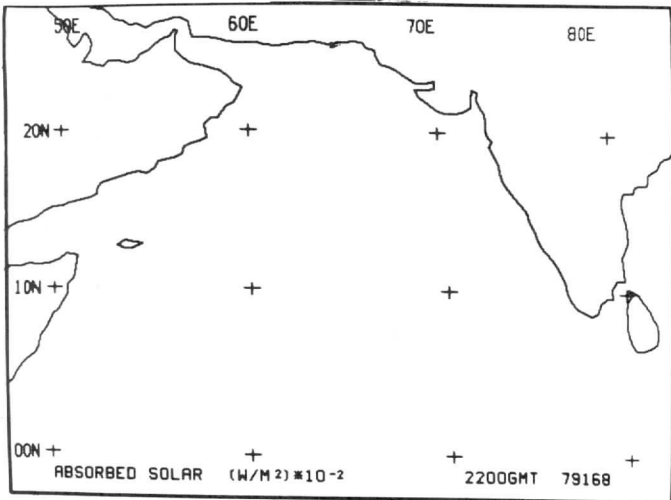 50E 60E 70E 80E
20N
10N
00N
ABSORBED SOLAR (W/M²)*10⁻² 2200GMT 79168